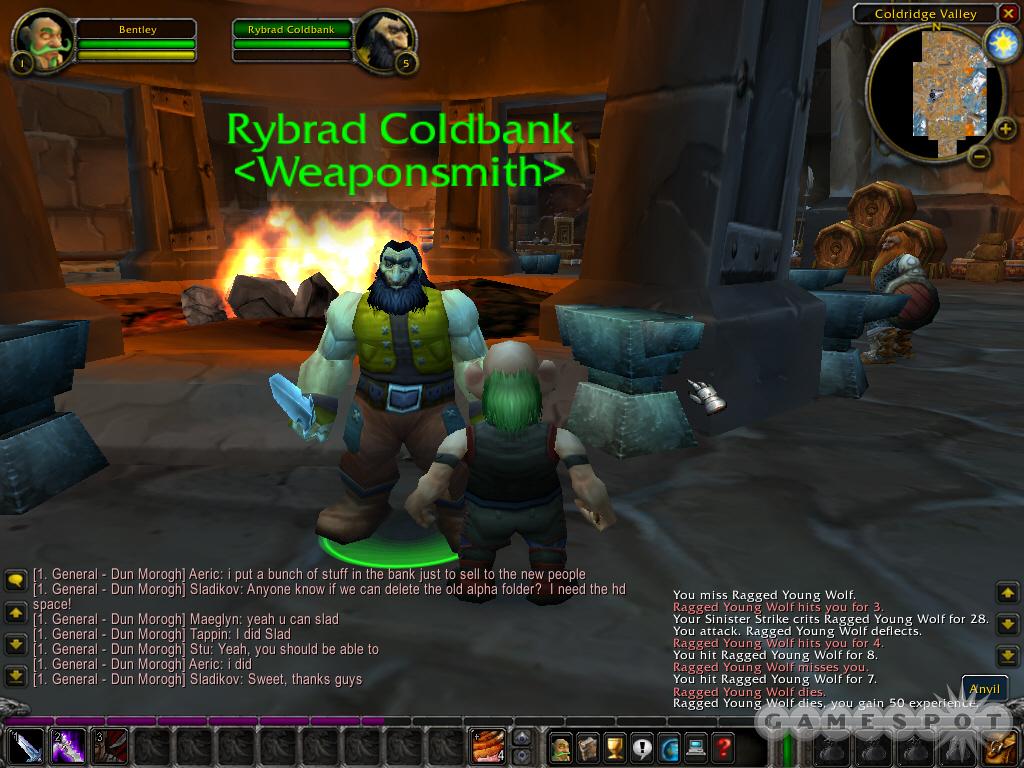 Bentley
1
Rybrad Coldbank
5
Coldridge Valley
N
Rybrad Coldbank
<Weaponsmith>
[1. General - Dun Morogh] Aeric: i put a bunch of stuff in the bank just to sell to the new people
[1. General - Dun Morogh] Sladikov: Anyone know if we can delete the old alpha folder? I need the hd
space!
[1. General - Dun Morogh] Maeglyn: yeah u can slad
[1. General - Dun Morogh] Tappin: I did Slad
[1. General - Dun Morogh] Stu: Yeah, you should be able to
[1. General - Dun Morogh] Aeric: i did
[1. General - Dun Morogh] Sladikov: Sweet, thanks guys
You miss Ragged Young Wolf.
Ragged Young Wolf hits you for 3.
Your Sinister Strike crits Ragged Young Wolf for 28.
You attack. Ragged Young Wolf deflects.
Ragged Young Wolf hits you for 4.
You hit Ragged Young Wolf for 8.
Ragged Young Wolf misses you.
You hit Ragged Young Wolf for 7.
Ragged Young Wolf dies.
Ragged Young Wolf dies, you gain 50 experience.
Anvil
GAMESPOT
1
2
3
+
4
!
?